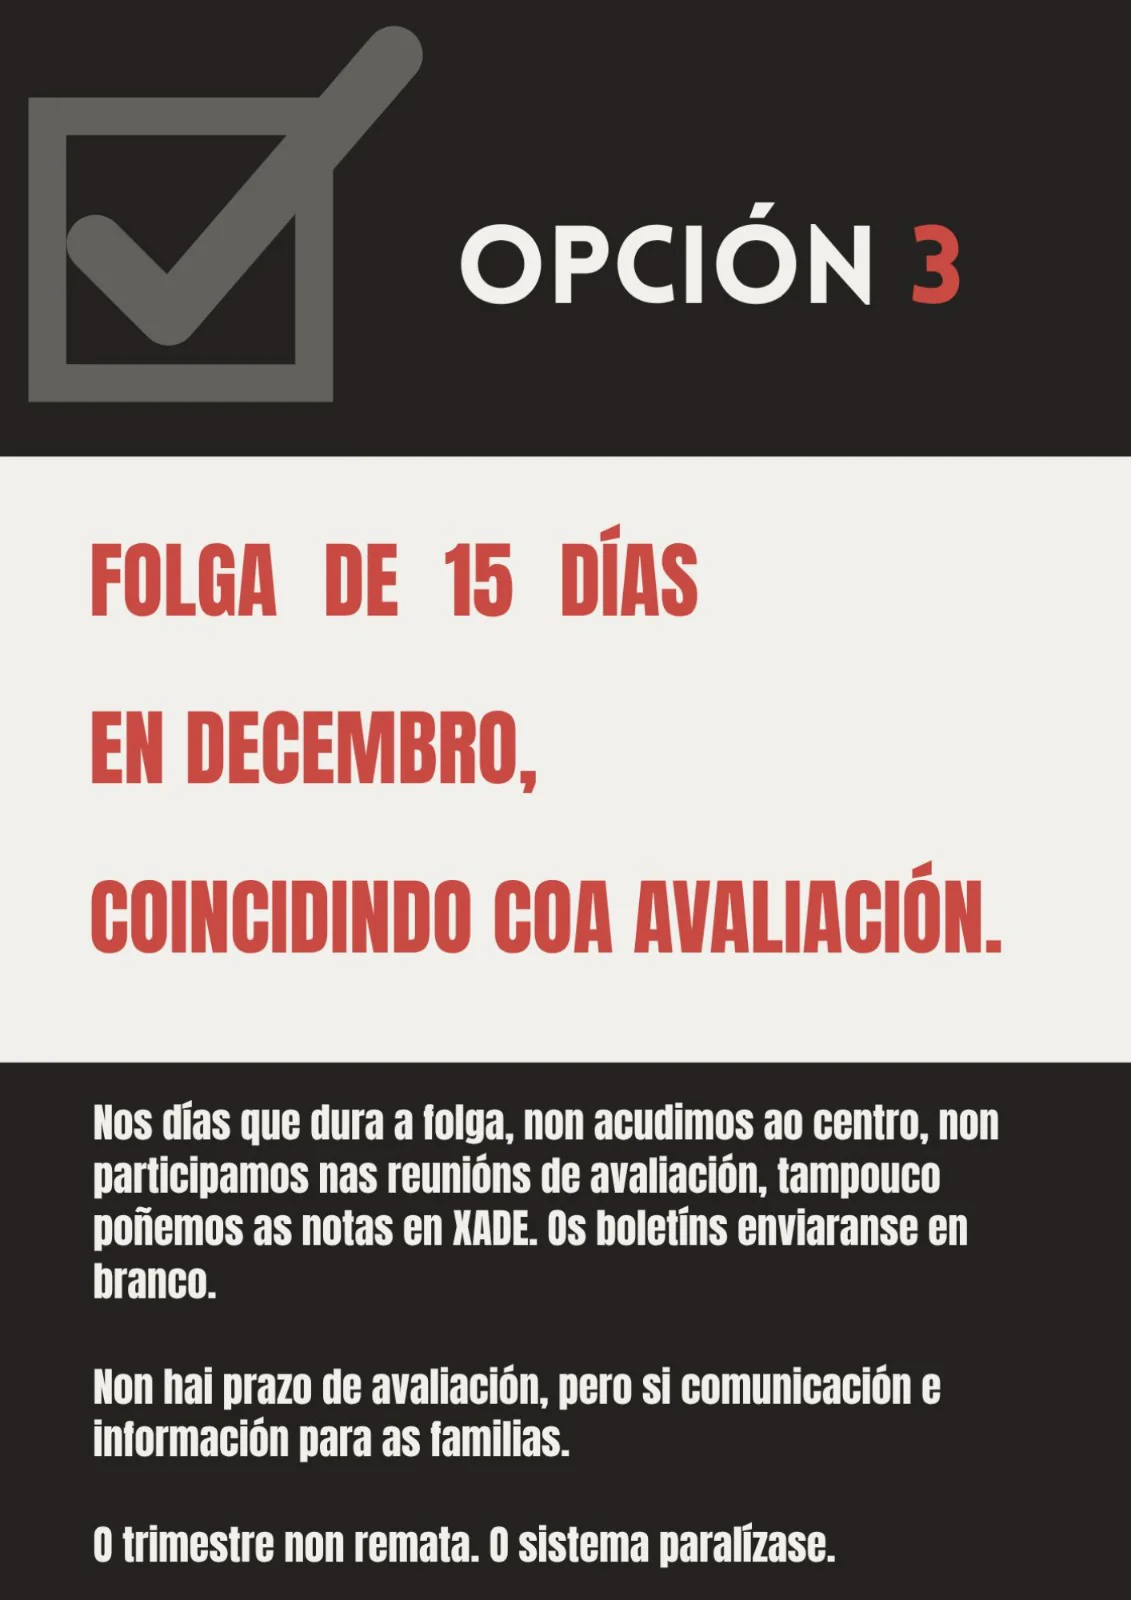 OPCIÓN 3
FOLGA DE 15 DÍAS
EN DECEMBRO,
COINCIDINDO COA AVALIACIÓN.
Nos días que dura a folga, non acudimos ao centro, non
participamos nas reunións de avaliación, tampouco
poñemos as notas en XADE. Os boletíns enviaranse en
branco.
Non hai prazo de avaliación, pero si comunicación e
información para as familias.
O trimestre non remata. O sistema paralízase.